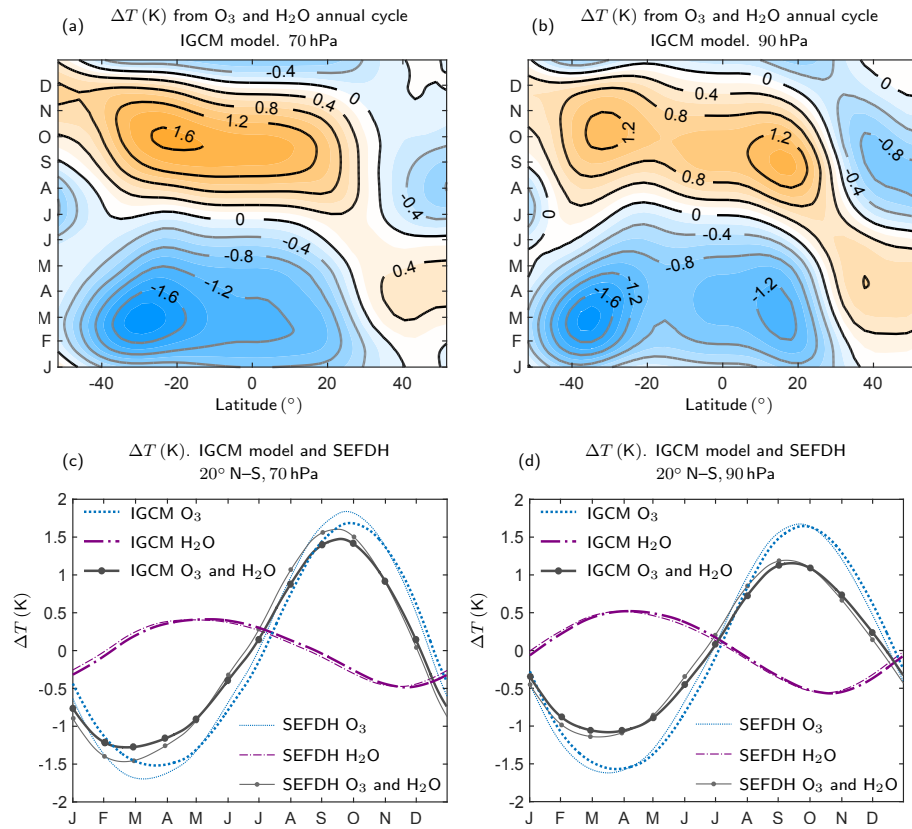 ΔT (K) from O₃ and H₂O annual cycle
IGCM model. 70 hPa
(a)
D
N
O
S
A
J
J
M
A
M
F
J
-0.4
0
0.4
0.8
1.2
1.6
0
-0.4
-0.4
-0.8
-1.2
-1.6
0.4
-40
-20
0
20
40
Latitude (°)
ΔT (K) from O₃ and H₂O annual cycle
IGCM model. 90 hPa
(b)
D
N
O
S
A
J
J
M
A
M
F
J
-0.4
0
0.4
0.8
1.2
1.2
-0.8
0.8
-0.4
0
0
-0.4
-0.8
-1.2
-1.6
-1.2
-40
-20
0
20
40
Latitude (°)
ΔT (K). IGCM model and SEFDH
20° N–S, 70 hPa
(c)
2
1.5
1
0.5
0
-0.5
-1
-1.5
-2
ΔT (K)
IGCM O₃
IGCM H₂O
IGCM O₃ and H₂O
SEFDH O₃
SEFDH H₂O
SEFDH O₃ and H₂O
J F M A M J J A S O N D
ΔT (K). IGCM model and SEFDH
20° N–S, 90 hPa
(d)
2
1.5
1
0.5
0
-0.5
-1
-1.5
-2
ΔT (K)
IGCM O₃
IGCM H₂O
IGCM O₃ and H₂O
SEFDH O₃
SEFDH H₂O
SEFDH O₃ and H₂O
J F M A M J J A S O N D